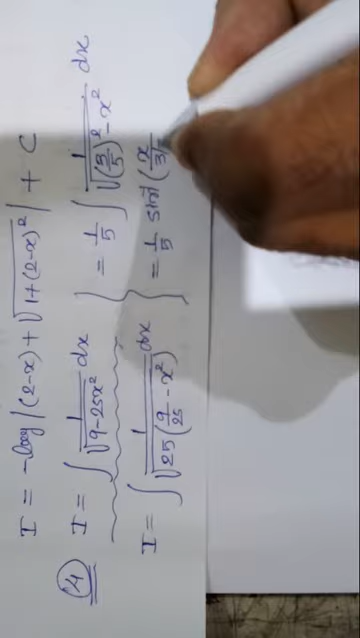 I = -log |(2-x) + √(1+(2-x)²)| + C
(4) I = ∫ 1/√(9-25x²) dx
I = ∫ 1/√(25(9/25 - x²)) dx
= 1/5 ∫ 1/√((3/5)² - x²) dx
= 1/5 sin⁻¹ (x/3